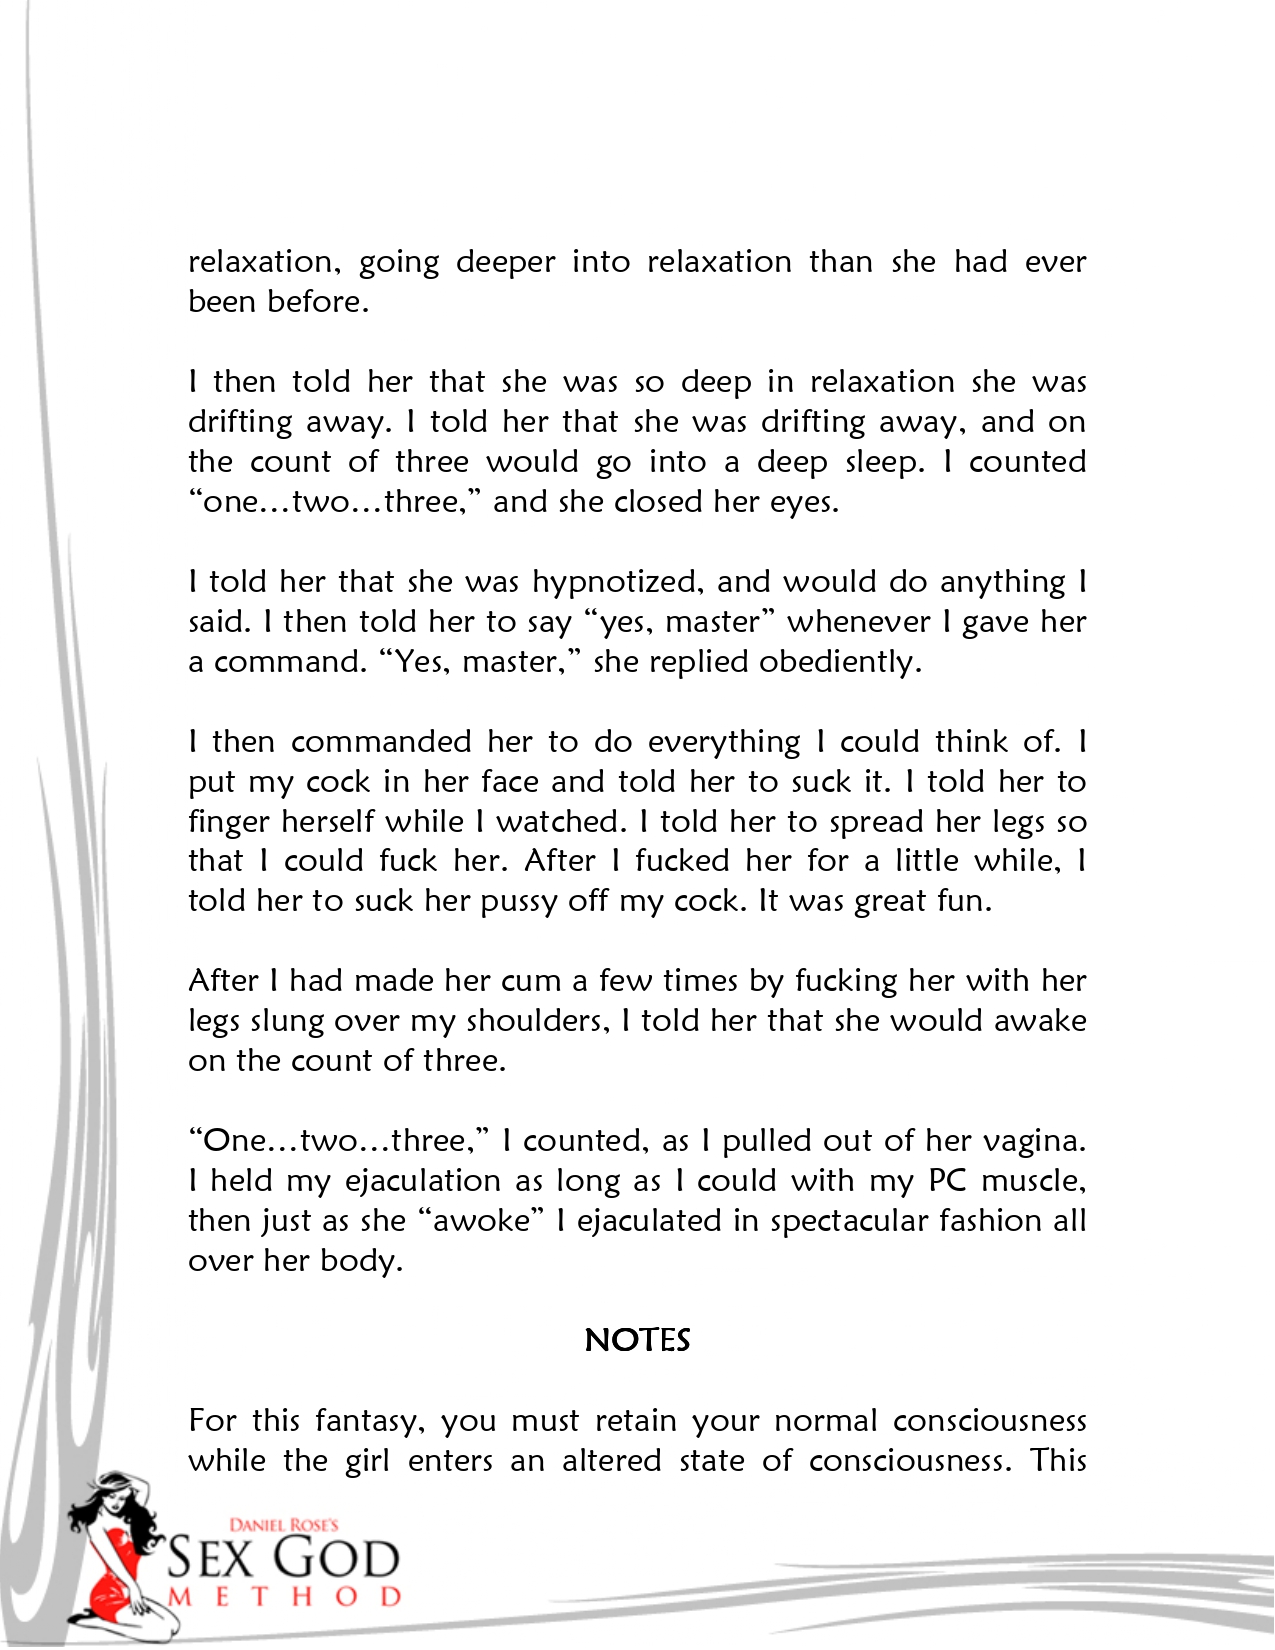 relaxation, going deeper into relaxation than she had ever
been before.
I then told her that she was so deep in relaxation she was
drifting away. I told her that she was drifting away, and on
the count of three would go into a deep sleep. I counted
“one…two…three,” and she closed her eyes.
I told her that she was hypnotized, and would do anything I
said. I then told her to say “yes, master” whenever I gave her
a command. “Yes, master,” she replied obediently.
I then commanded her to do everything I could think of. I
put my cock in her face and told her to suck it. I told her to
finger herself while I watched. I told her to spread her legs so
that I could fuck her. After I fucked her for a little while, I
told her to suck her pussy off my cock. It was great fun.
After I had made her cum a few times by fucking her with her
legs slung over my shoulders, I told her that she would awake
on the count of three.
“One…two…three,” I counted, as I pulled out of her vagina.
I held my ejaculation as long as I could with my PC muscle,
then just as she “awoke” I ejaculated in spectacular fashion all
over her body.
NOTES
For this fantasy, you must retain your normal consciousness
while the girl enters an altered state of consciousness. This
DANIEL ROSE'S
SEX GOD
METHOD